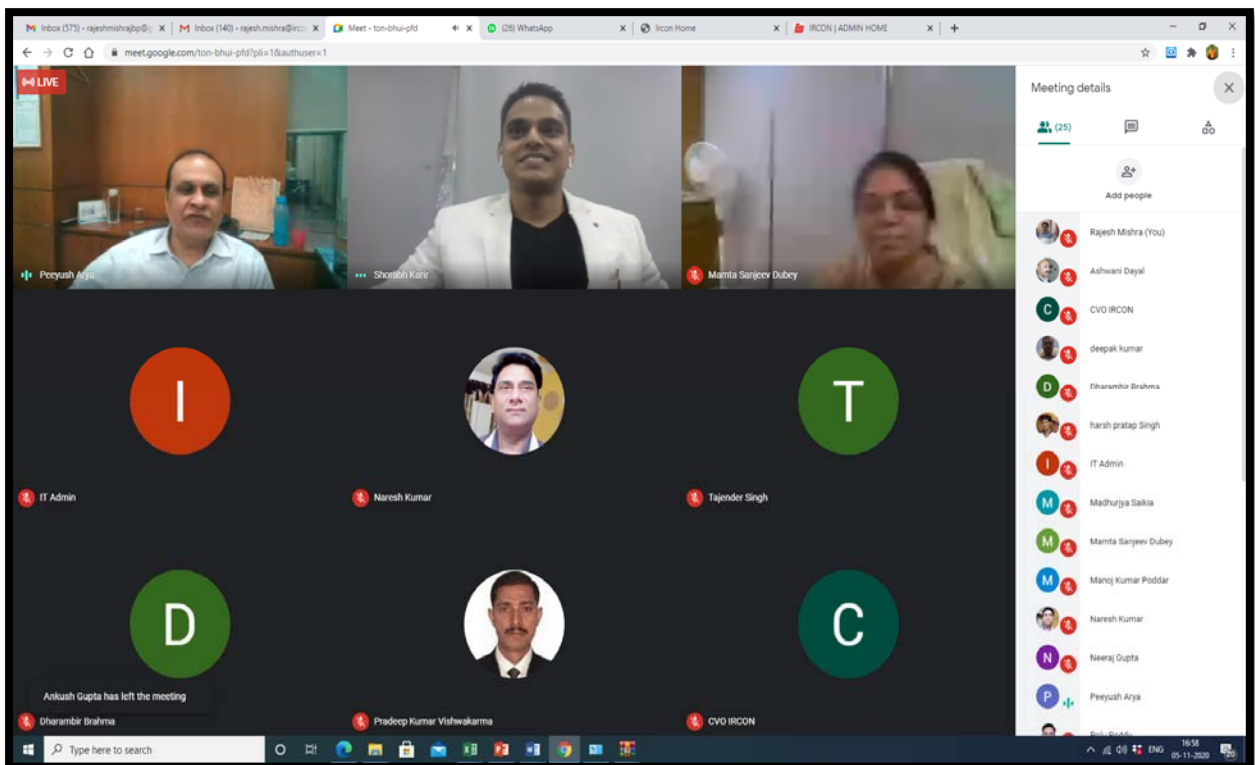 Inbox (575) - rajeshmishrajbp@g
Inbox (140) - rajesh.mishra@irco
Meet - ton-bhui-pfd
(26) WhatsApp
Ircon Home
IRCON | ADMIN HOME
meet.google.com/ton-bhui-pfd?pli=1&authuser=1
LIVE
Peeyush Arya
Shorabh Karir
Mamta Sanjeev Dubey
I
IT Admin
Naresh Kumar
T
Tajender Singh
D
Ankush Gupta has left the meeting
Dharambir Brahma
Pradeep Kumar Vishwakarma
C
CVO IRCON
Meeting details
(25)
Add people
Rajesh Mishra (You)
Ashwani Dayal
C CVO IRCON
deepak kumar
D Dharambir Brahma
harsh pratap Singh
I IT Admin
M Madhurjya Saikia
M Mamta Sanjeev Dubey
M Manoj Kumar Poddar
Naresh Kumar
N Neeraj Gupta
P Peeyush Arya
Type here to search
ENG
16:58
05-11-2020